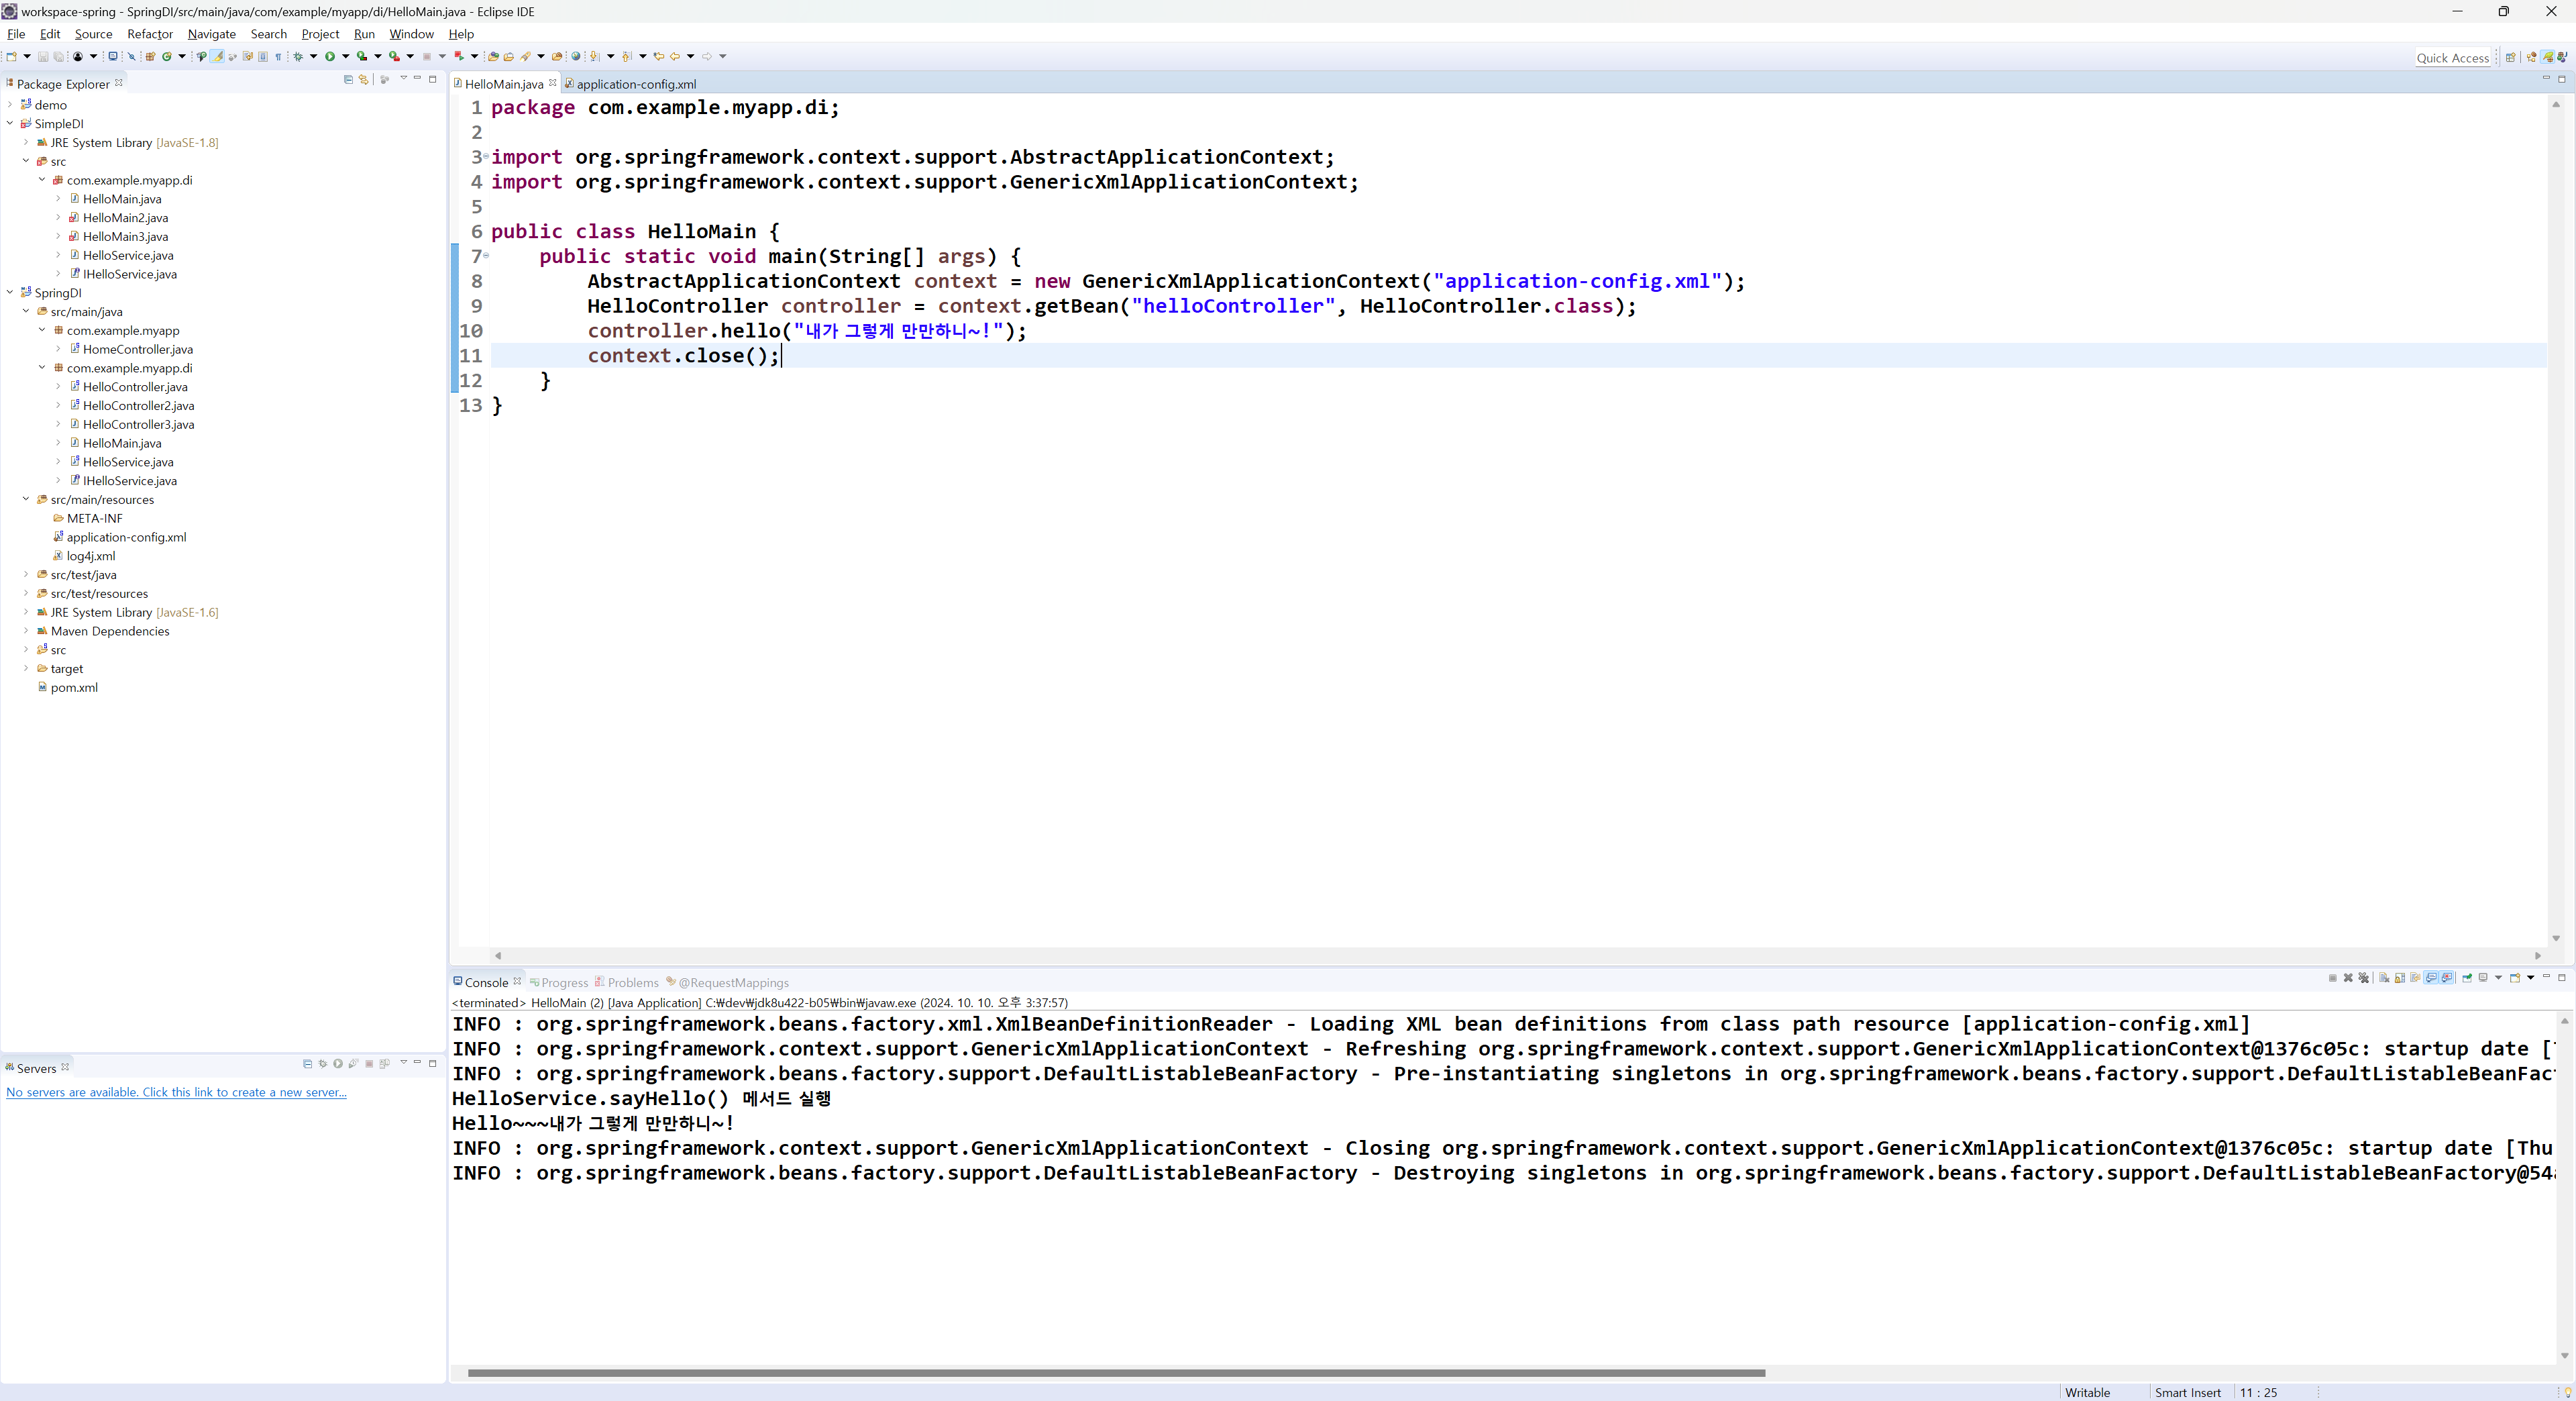 workspace-spring - SpringDI/src/main/java/com/example/myapp/di/HelloMain.java - Eclipse IDE
File Edit Source Refactor Navigate Search Project Run Window Help
Quick Access
Package Explorer
demo
SimpleDI
JRE System Library [JavaSE-1.8]
src
com.example.myapp.di
HelloMain.java
HelloMain2.java
HelloMain3.java
HelloService.java
IHelloService.java
SpringDI
src/main/java
com.example.myapp
HomeController.java
com.example.myapp.di
HelloController.java
HelloController2.java
HelloController3.java
HelloMain.java
HelloService.java
IHelloService.java
src/main/resources
META-INF
application-config.xml
log4j.xml
src/test/java
src/test/resources
JRE System Library [JavaSE-1.6]
Maven Dependencies
src
target
pom.xml
Servers
No servers are available. Click this link to create a new server...
HelloMain.java application-config.xml
1 package com.example.myapp.di;
2
3 import org.springframework.context.support.AbstractApplicationContext;
4 import org.springframework.context.support.GenericXmlApplicationContext;
5
6 public class HelloMain {
7 public static void main(String[] args) {
8 AbstractApplicationContext context = new GenericXmlApplicationContext("application-config.xml");
9 HelloController controller = context.getBean("helloController", HelloController.class);
10 controller.hello("내가 그렇게 만만하니~!");
11 context.close();
12 }
13 }
Console Progress Problems @RequestMappings
<terminated> HelloMain (2) [Java Application] C:₩dev₩jdk8u422-b05₩bin₩javaw.exe (2024. 10. 10. 오후 3:37:57)
INFO : org.springframework.beans.factory.xml.XmlBeanDefinitionReader - Loading XML bean definitions from class path resource [application-config.xml]
INFO : org.springframework.context.support.GenericXmlApplicationContext - Refreshing org.springframework.context.support.GenericXmlApplicationContext@1376c05c: startup date [
INFO : org.springframework.beans.factory.support.DefaultListableBeanFactory - Pre-instantiating singletons in org.springframework.beans.factory.support.DefaultListableBeanFac
HelloService.sayHello() 메서드 실행
Hello~~~내가 그렇게 만만하니~!
INFO : org.springframework.context.support.GenericXmlApplicationContext - Closing org.springframework.context.support.GenericXmlApplicationContext@1376c05c: startup date [Thu
INFO : org.springframework.beans.factory.support.DefaultListableBeanFactory - Destroying singletons in org.springframework.beans.factory.support.DefaultListableBeanFactory@54
Writable Smart Insert 11 : 25